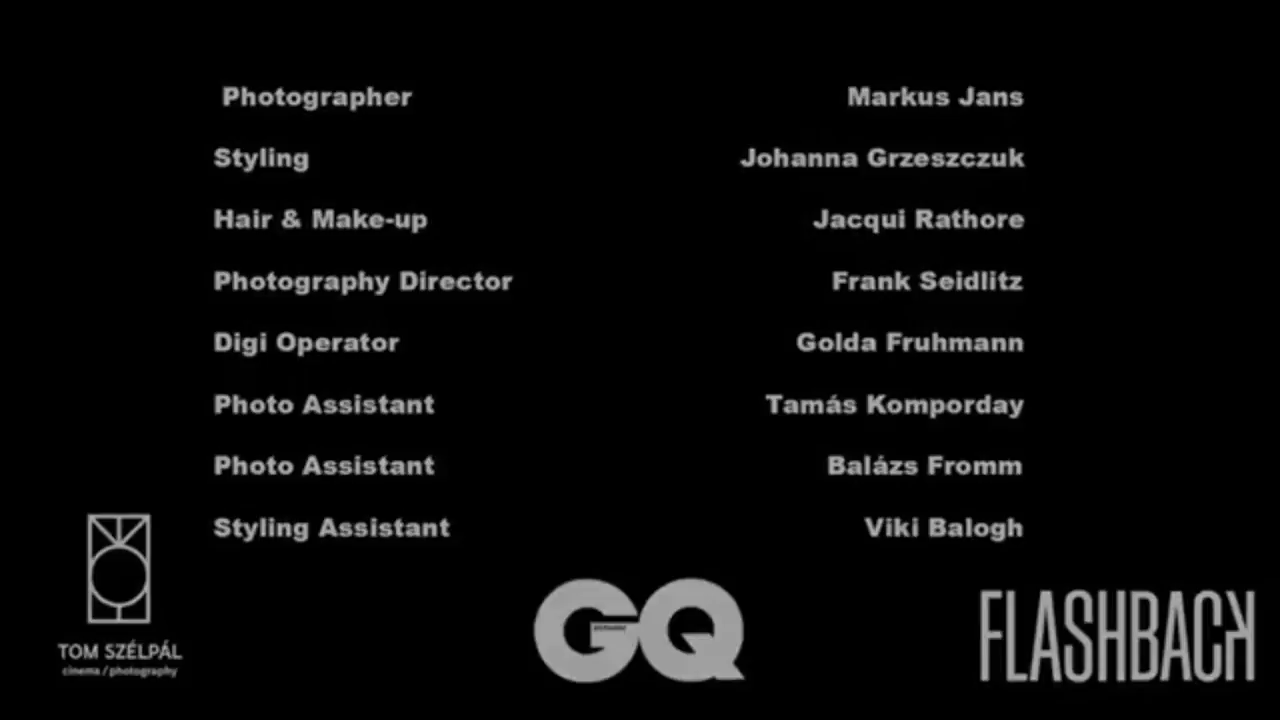 Photographer Markus Jans
Styling Johanna Grzeszczuk
Hair & Make-up Jacqui Rathore
Photography Director Frank Seidlitz
Digi Operator Golda Fruhmann
Photo Assistant Tamás Komporday
Photo Assistant Balázs Fromm
Styling Assistant Viki Balogh
TOM SZÉLPÁL
cinema / photography
GQ
FLASHBACK